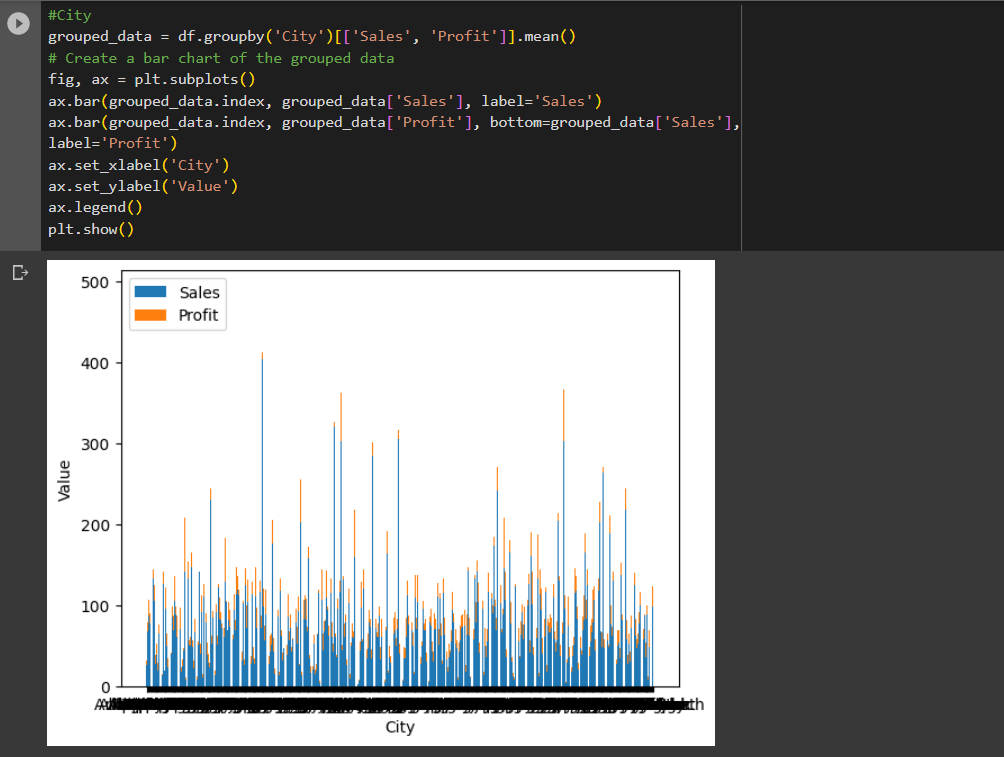 #City
grouped_data = df.groupby('City')[['Sales', 'Profit']].mean()
# Create a bar chart of the grouped data
fig, ax = plt.subplots()
ax.bar(grouped_data.index, grouped_data['Sales'], label='Sales')
ax.bar(grouped_data.index, grouped_data['Profit'], bottom=grouped_data['Sales'],
label='Profit')
ax.set_xlabel('City')
ax.set_ylabel('Value')
ax.legend()
plt.show()
Sales
Profit
500
400
300
200
100
0
Value
City